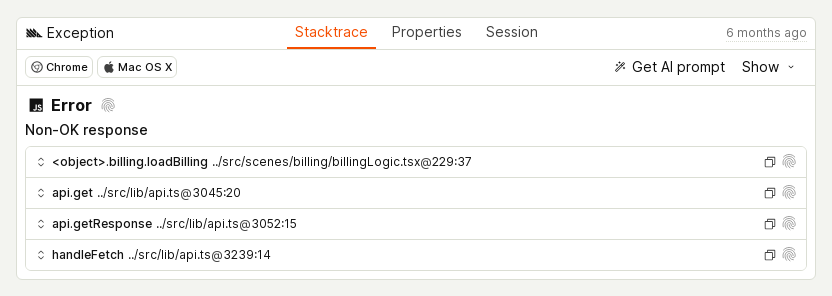 Exception
Stacktrace
Properties
Session
6 months ago
Chrome
Mac OS X
Get AI prompt
Show
JS
Error
Non-OK response
<object>.billing.loadBilling ../src/scenes/billing/billingLogic.tsx@229:37
api.get ../src/lib/api.ts@3045:20
api.getResponse ../src/lib/api.ts@3052:15
handleFetch ../src/lib/api.ts@3239:14